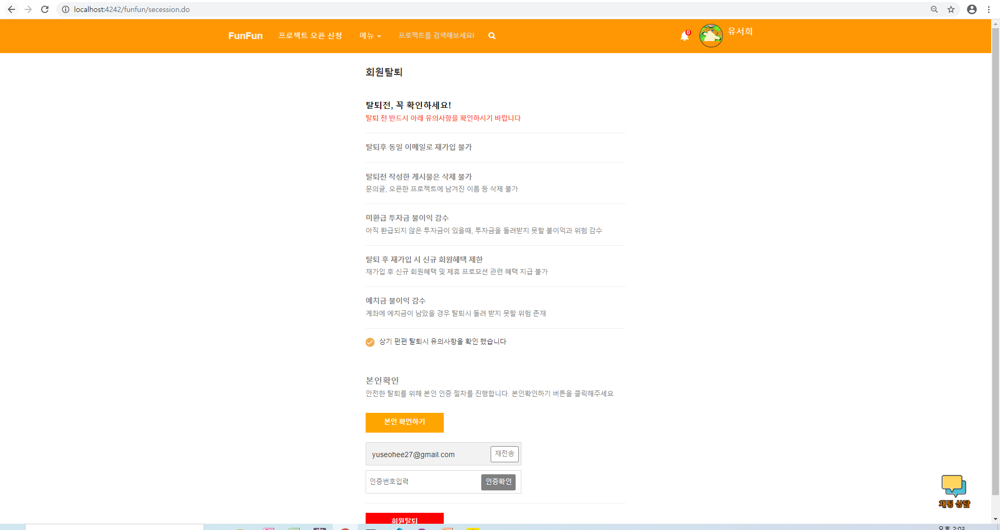 localhost:4242/funfun/secession.do
FunFun 프로젝트 오픈 신청 메뉴 프로젝트를 검색해보세요! 0 유서희
회원탈퇴
탈퇴전, 꼭 확인하세요!
탈퇴 전 반드시 아래 유의사항을 확인하시기 바랍니다
탈퇴후 동일 이메일로 재가입 불가
탈퇴전 작성한 게시물은 삭제 불가
문의글, 오픈한 프로젝트에 남겨진 이름 등 삭제 불가
미환급 투자금 불이익 감수
아직 환급되지 않은 투자금이 있을때, 투자금을 돌려받지 못할 불이익과 위험 감수
탈퇴 후 재가입 시 신규 회원혜택 제한
재가입 후 신규 회원혜택 및 제휴 프로모션 관련 혜택 지급 불가
예치금 불이익 감수
계좌에 예치금이 남았을 경우 탈퇴시 돌려 받지 못할 위험 존재
상기 펀펀 탈퇴시 유의사항을 확인 했습니다
본인확인
안전한 탈퇴를 위해 본인 인증 절차를 진행합니다. 본인확인하기 버튼을 클릭해주세요
본인 확인하기
yuseohee27@gmail.com 재전송
인증번호입력 인증확인
채팅 상담
회원탈퇴
오후 2:03